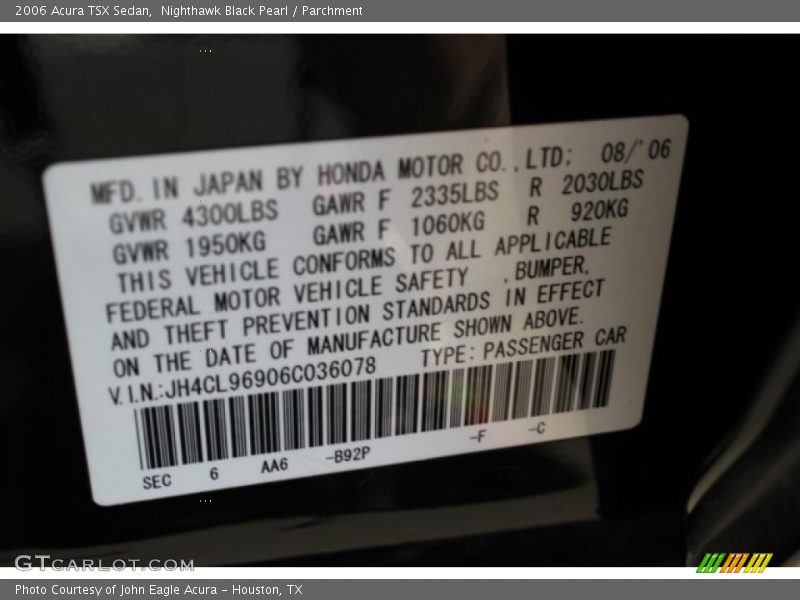 2006 Acura TSX Sedan, Nighthawk Black Pearl / Parchment
MFD. IN JAPAN BY HONDA MOTOR CO.,LTD: 08/'06
GVWR 4300LBS GAWR F 2335LBS R 2030LBS
GVWR 1950KG GAWR F 1060KG R 920KG
THIS VEHICLE CONFORMS TO ALL APPLICABLE
FEDERAL MOTOR VEHICLE SAFETY , BUMPER,
AND THEFT PREVENTION STANDARDS IN EFFECT
ON THE DATE OF MANUFACTURE SHOWN ABOVE.
V.I.N.:JH4CL96906C036078 TYPE: PASSENGER CAR
SEC 6 AA6 -B92P -F -C
GTCARLOT.COM
Photo Courtesy of John Eagle Acura - Houston, TX